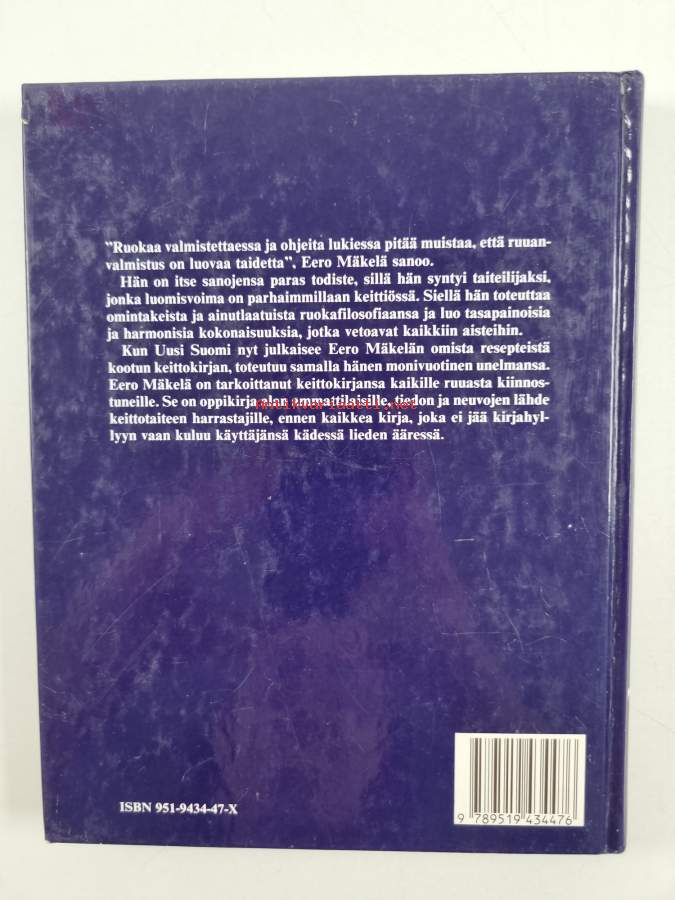 ”Ruokaa valmistettaessa ja ohjeita lukiessa pitää muistaa, että ruuan-
valmistus on luovaa taidetta”, Eero Mäkelä sanoo.
Hän on itse sanojensa paras todiste, sillä hän syntyi taiteilijaksi,
jonka luomisvoima on parhaimmillaan keittiössä. Siellä hän toteuttaa
omintakeista ja ainutlaatuista ruokafilosofiaansa ja luo tasapainoisia
ja harmonisia kokonaisuuksia, jotka vetoavat kaikkiin aisteihin.
Kun Uusi Suomi nyt julkaisee Eero Mäkelän omista resepteistä
kootun keittokirjan, toteutuu samalla hänen monivuotinen unelmansa.
Eero Mäkelä on tarkoittanut keittokirjansa kaikille ruuasta kiinnos-
tuneille. Se on oppikirja alan ammattilaisille, tiedon ja neuvojen lähde
antikvariaatti.net
keittotaiteen harrastajille, ennen kaikkea kirja, joka ei jää kirjahyl-
lyyn vaan kuluu käyttäjänsä kädessä lieden ääressä.
ISBN 951-9434-47-X
9 789519 434476